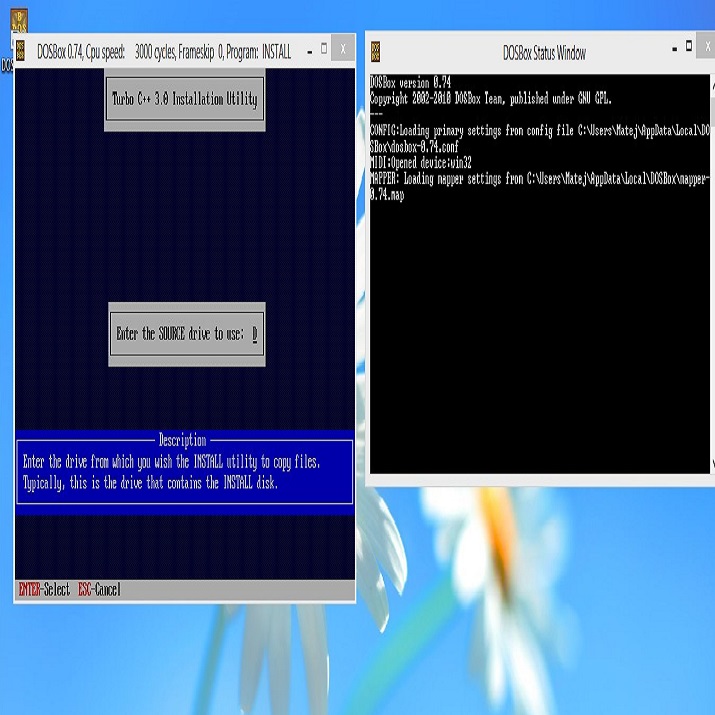 DOSBox 0.74, Cpu speed: 3000 cycles, Frameskip 0, Program: INSTALL
Turbo C++ 3.0 Installation Utility
Enter the SOURCE drive to use: D
Description
Enter the drive from which you wish the INSTALL utility to copy files.
Typically, this is the drive that contains the INSTALL disk.
ENTER-Select ESC-Cancel
DOSBox Status Window
DOSBox version 0.74
Copyright 2002-2010 DOSBox Team, published under GNU GPL.
---
CONFIG:Loading primary settings from config file C:\Users\Matej\AppData\Local\DO
SBox\dosbox-0.74.conf
MIDI:Opened device:win32
MAPPER: Loading mapper settings from C:\Users\Matej\AppData\Local\DOSBox\mapper-
0.74.map